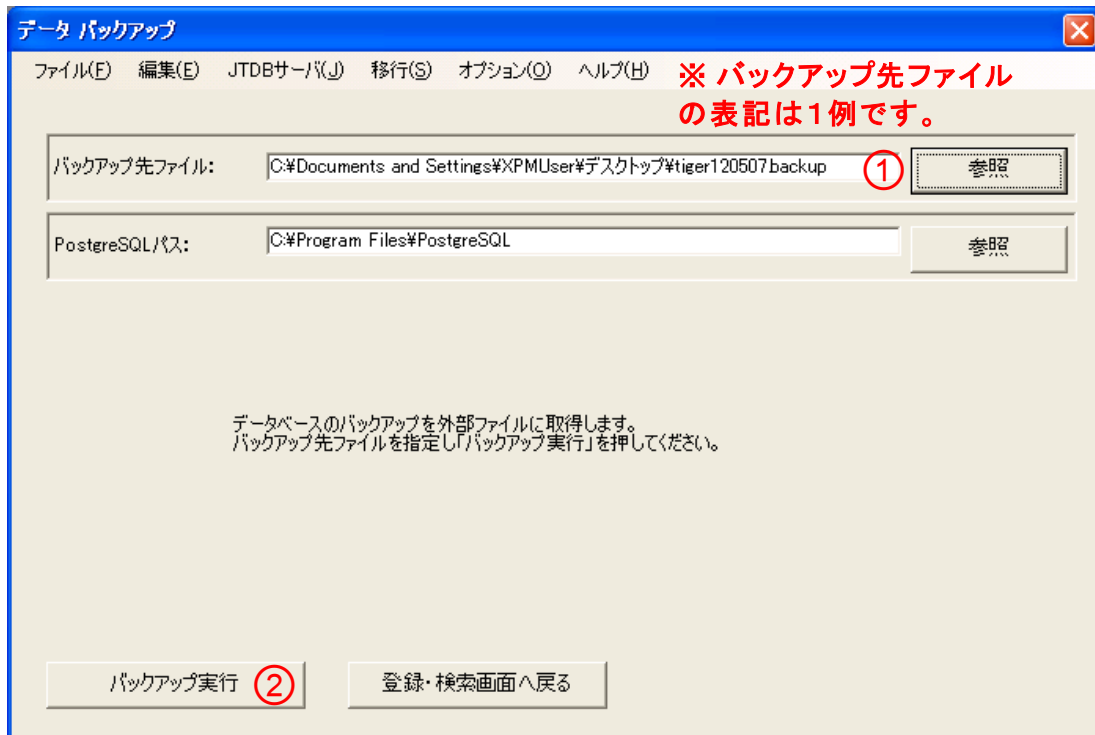 データ バックアップ
ファイル(F) 編集(E) JTDBサーバ(J) 移行(S) オプション(O) ヘルプ(H)
※ バックアップ先ファイル
の表記は1例です。
バックアップ先ファイル: C:¥Documents and Settings¥XPMUser¥デスクトップ¥tiger120507.backup ① 参照
PostgreSQLパス: C:¥Program Files¥PostgreSQL 参照
データベースのバックアップを外部ファイルに取得します。
バックアップ先ファイルを指定し「バックアップ実行」を押してください。
バックアップ実行 ② 登録・検索画面へ戻る